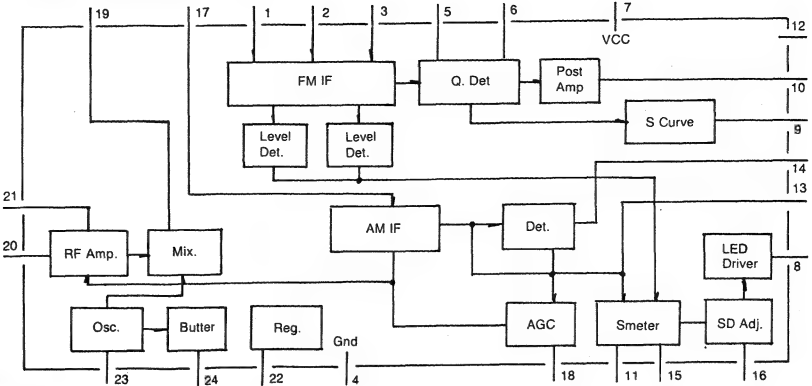 19
17
1
2
3
5
6
7
12
VCC
FM IF
Q. Det
Post
Amp
10
S Curve
9
Level
Det.
Level
Det.
14
13
21
AM IF
Det.
20
RF Amp.
Mix.
LED
Driver
8
Osc.
Butter
Reg.
Gnd
AGC
Smeter
SD Adj.
23
24
22
4
18
11
15
16